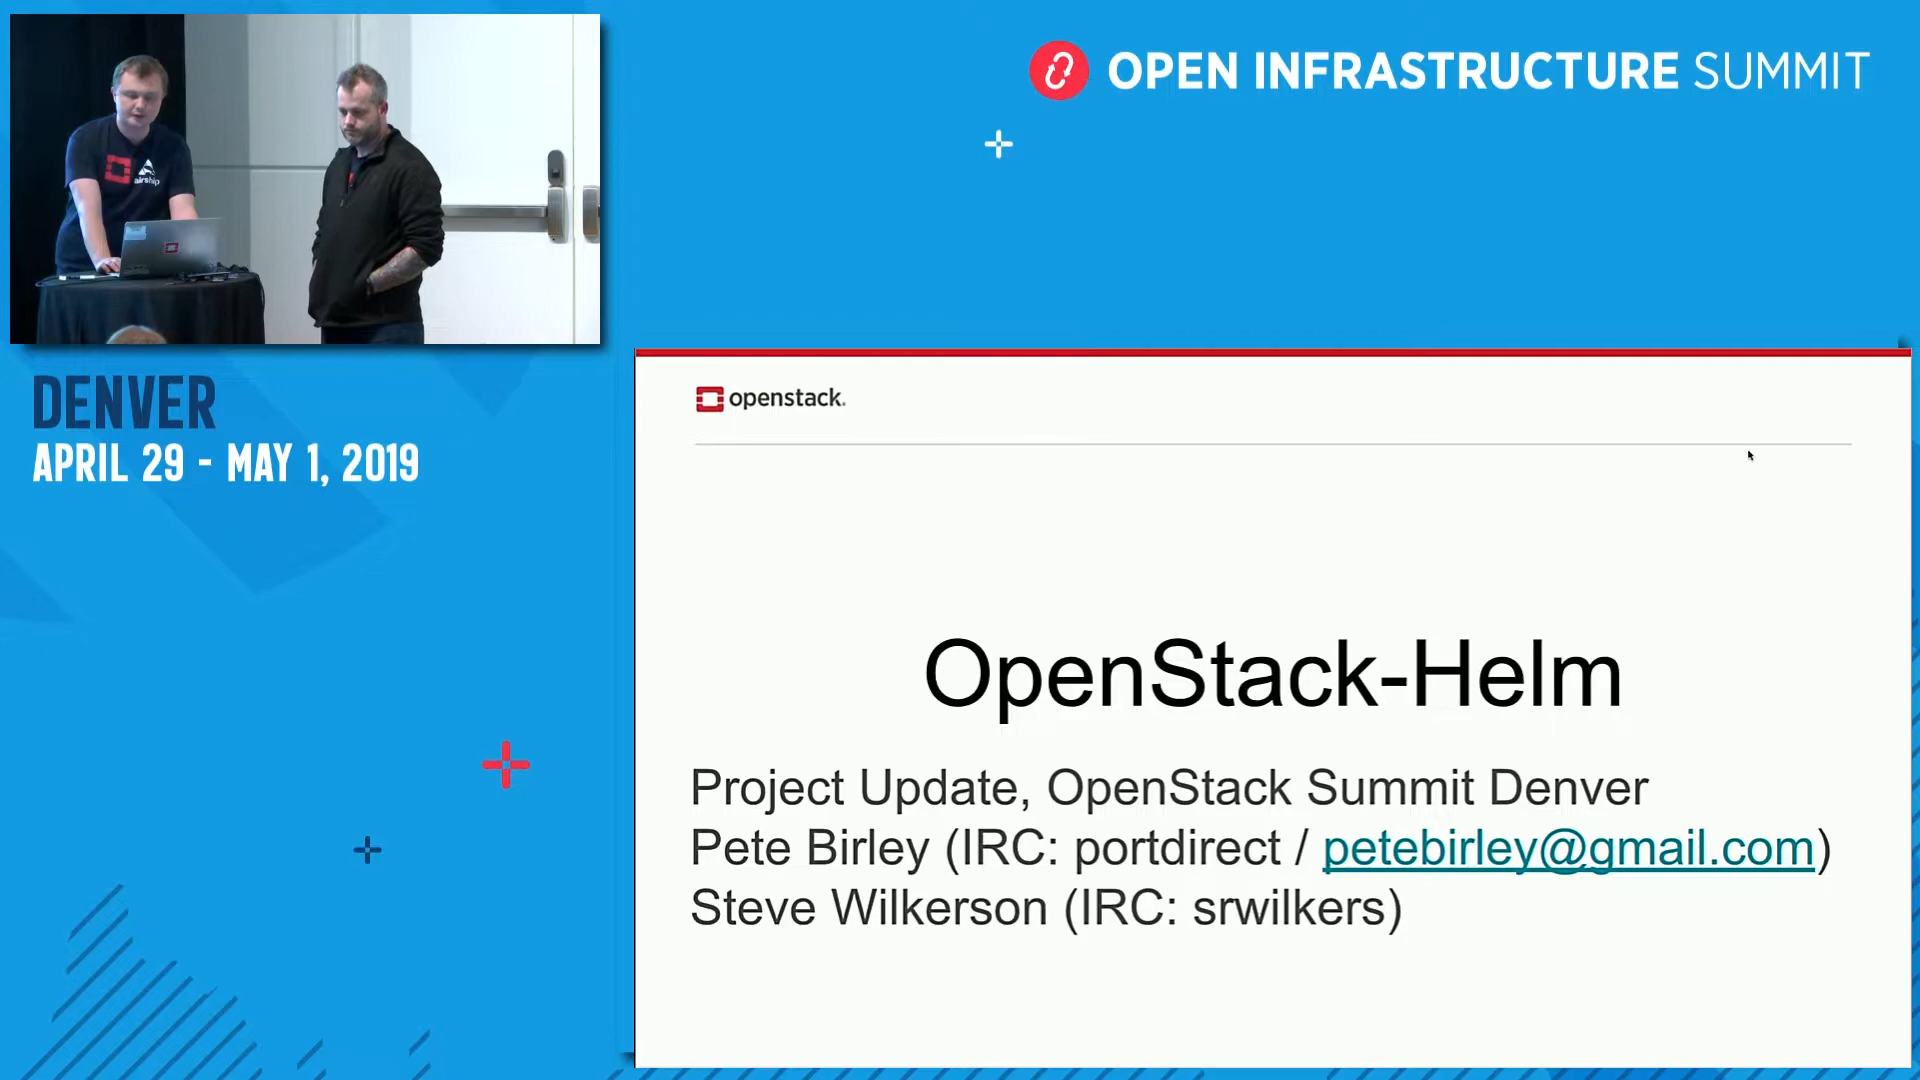 airship
OPEN INFRASTRUCTURE SUMMIT
DENVER
APRIL 29 - MAY 1, 2019
openstack.
OpenStack-Helm
Project Update, OpenStack Summit Denver
Pete Birley (IRC: portdirect / petebirley@gmail.com)
Steve Wilkerson (IRC: srwilkers)